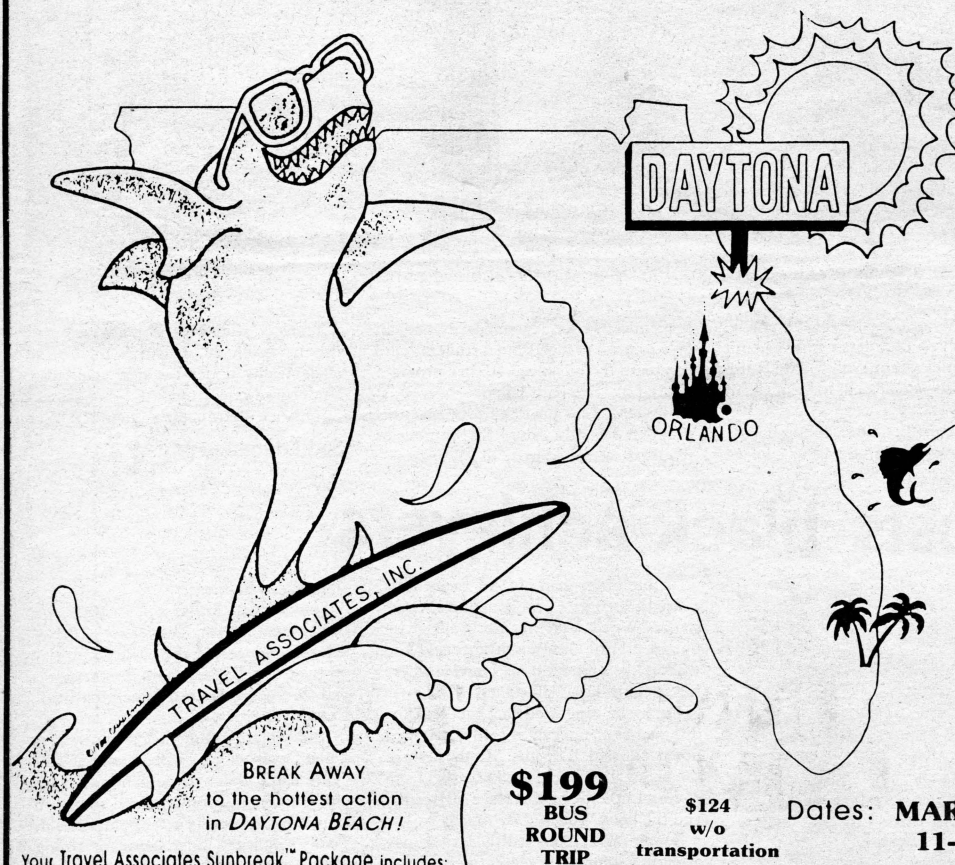 DAYTONA
ORLANDO
TRAVEL ASSOCIATES, INC.
BREAK AWAY
to the hottest action
in DAYTONA BEACH!
Your Travel Associates Sunbreak™ Package includes:
$199
BUS
ROUND
TRIP
$124
w/o
transportation
Dates: MAR
11-